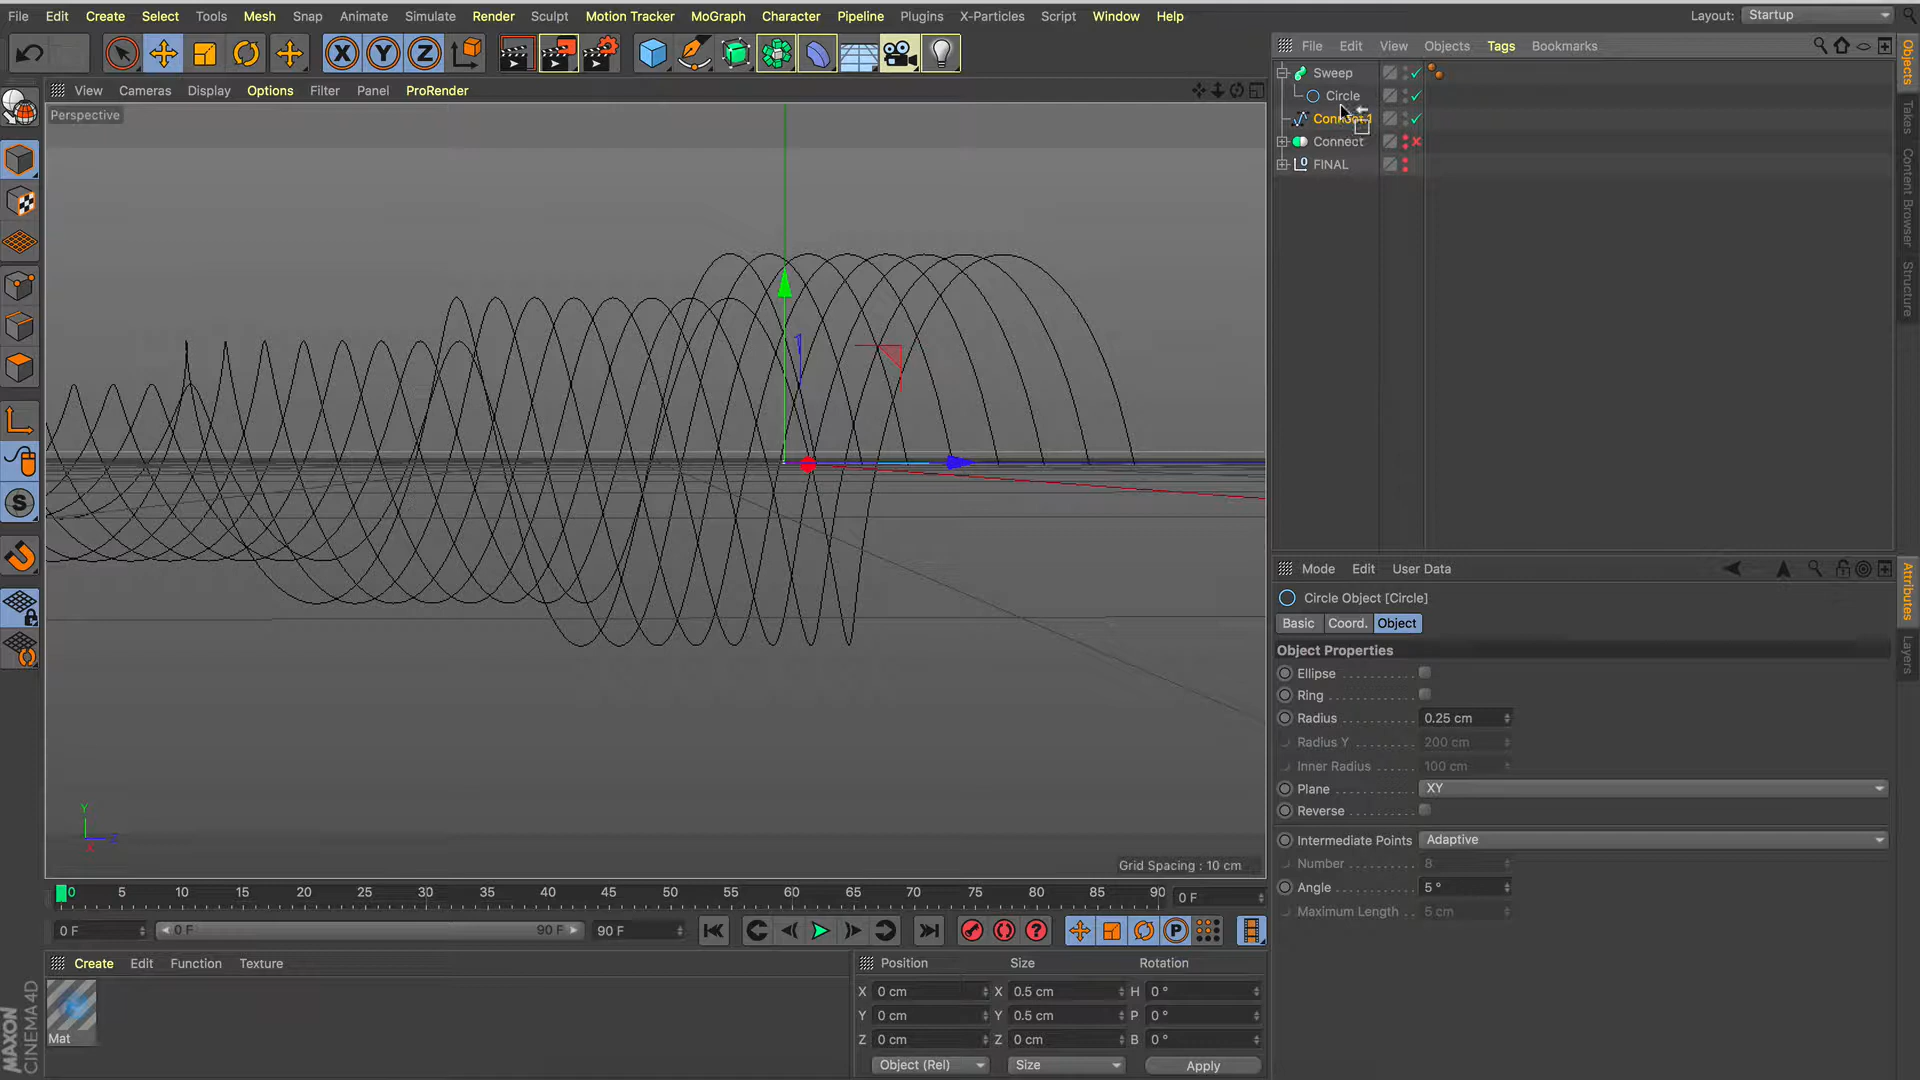 File Edit Create Select Tools Mesh Snap Animate Simulate Render Sculpt Motion Tracker MoGraph Character Pipeline Plugins X-Particles Script Window Help Layout: Startup
X Y Z
File Edit View Objects Tags Bookmarks
View Cameras Display Options Filter Panel ProRender
Perspective
Sweep
Circle
Connect
FINAL
Objects
Takes
Content Browser
Structure
Mode Edit User Data
Circle Object [Circle]
Basic Coord. Object
Object Properties
Ellipse
Ring
Radius 0.25 cm
Radius Y 200 cm
Inner Radius 100 cm
Plane XY
Reverse
Intermediate Points Adaptive
Number 8
Angle 5 °
Maximum Length 5 cm
Attributes
Layers
Y
Grid Spacing : 10 cm
0 5 10 15 20 25 30 35 40 45 50 55 60 65 70 75 80 85 90 0 F
0 F 0 F 90 F 90 F
Create Edit Function Texture
Mat
Position Size Rotation
X 0 cm X 0.5 cm H 0 °
Y 0 cm Y 0.5 cm P 0 °
Z 0 cm Z 0 cm B 0 °
Object (Rel) Size Apply
MAXON
CINEMA 4D